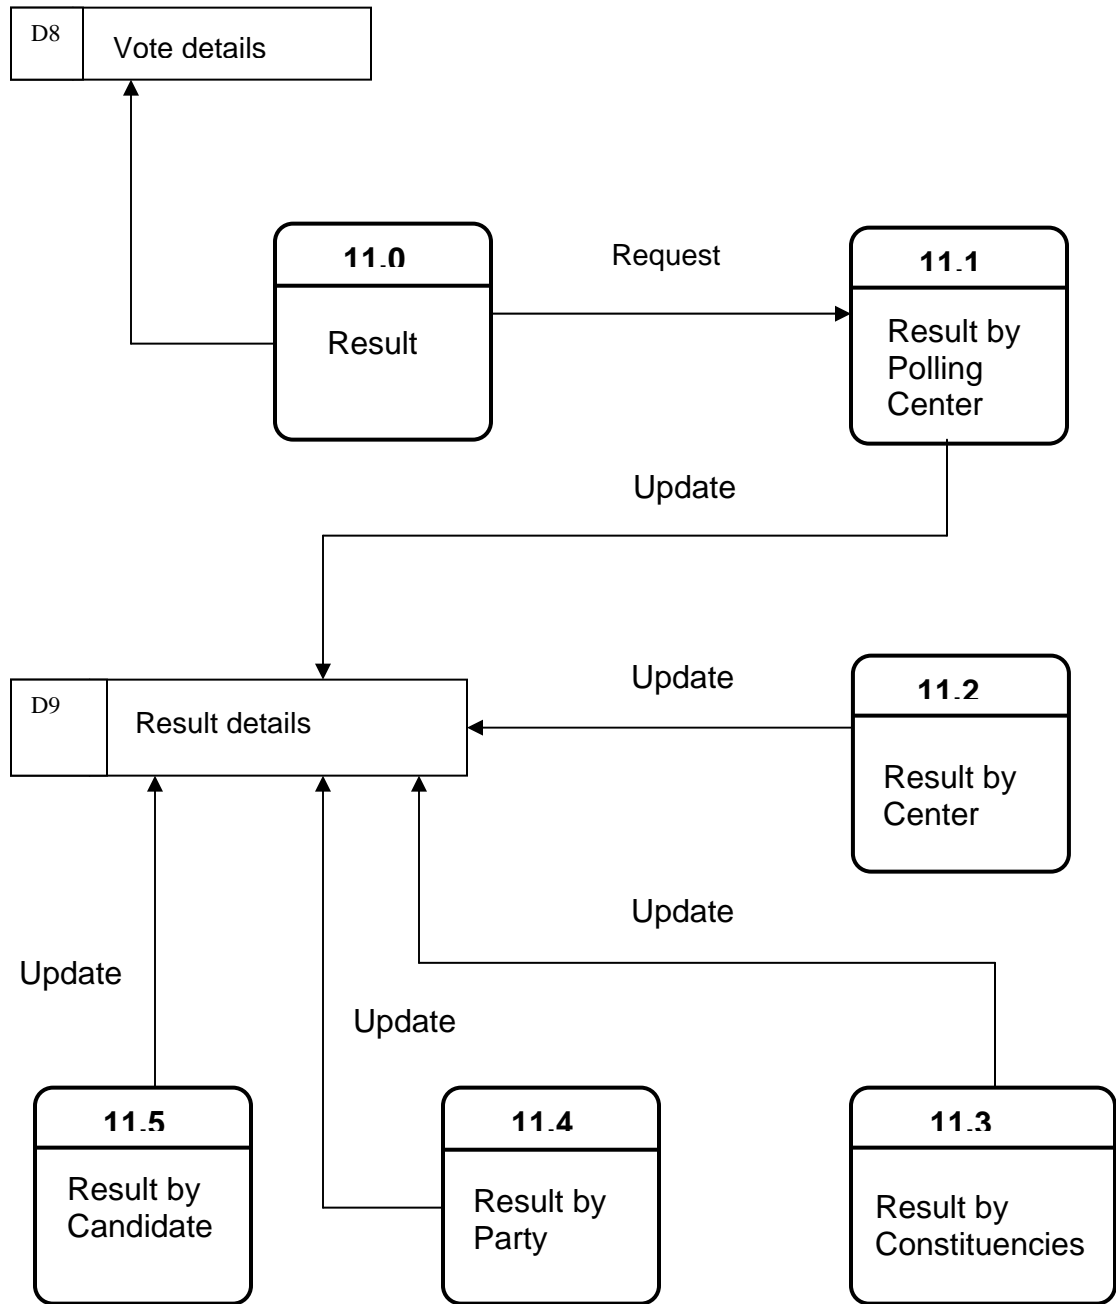 D8
Vote details
11.0
Request
11.1
Result
Result by
Polling
Center
Update
D9
Result details
Update
11.2
Result by
Center
Update
Update
Update
11.5
11.4
11.3
Result by
Candidate
Result by
Party
Result by
Constituencies